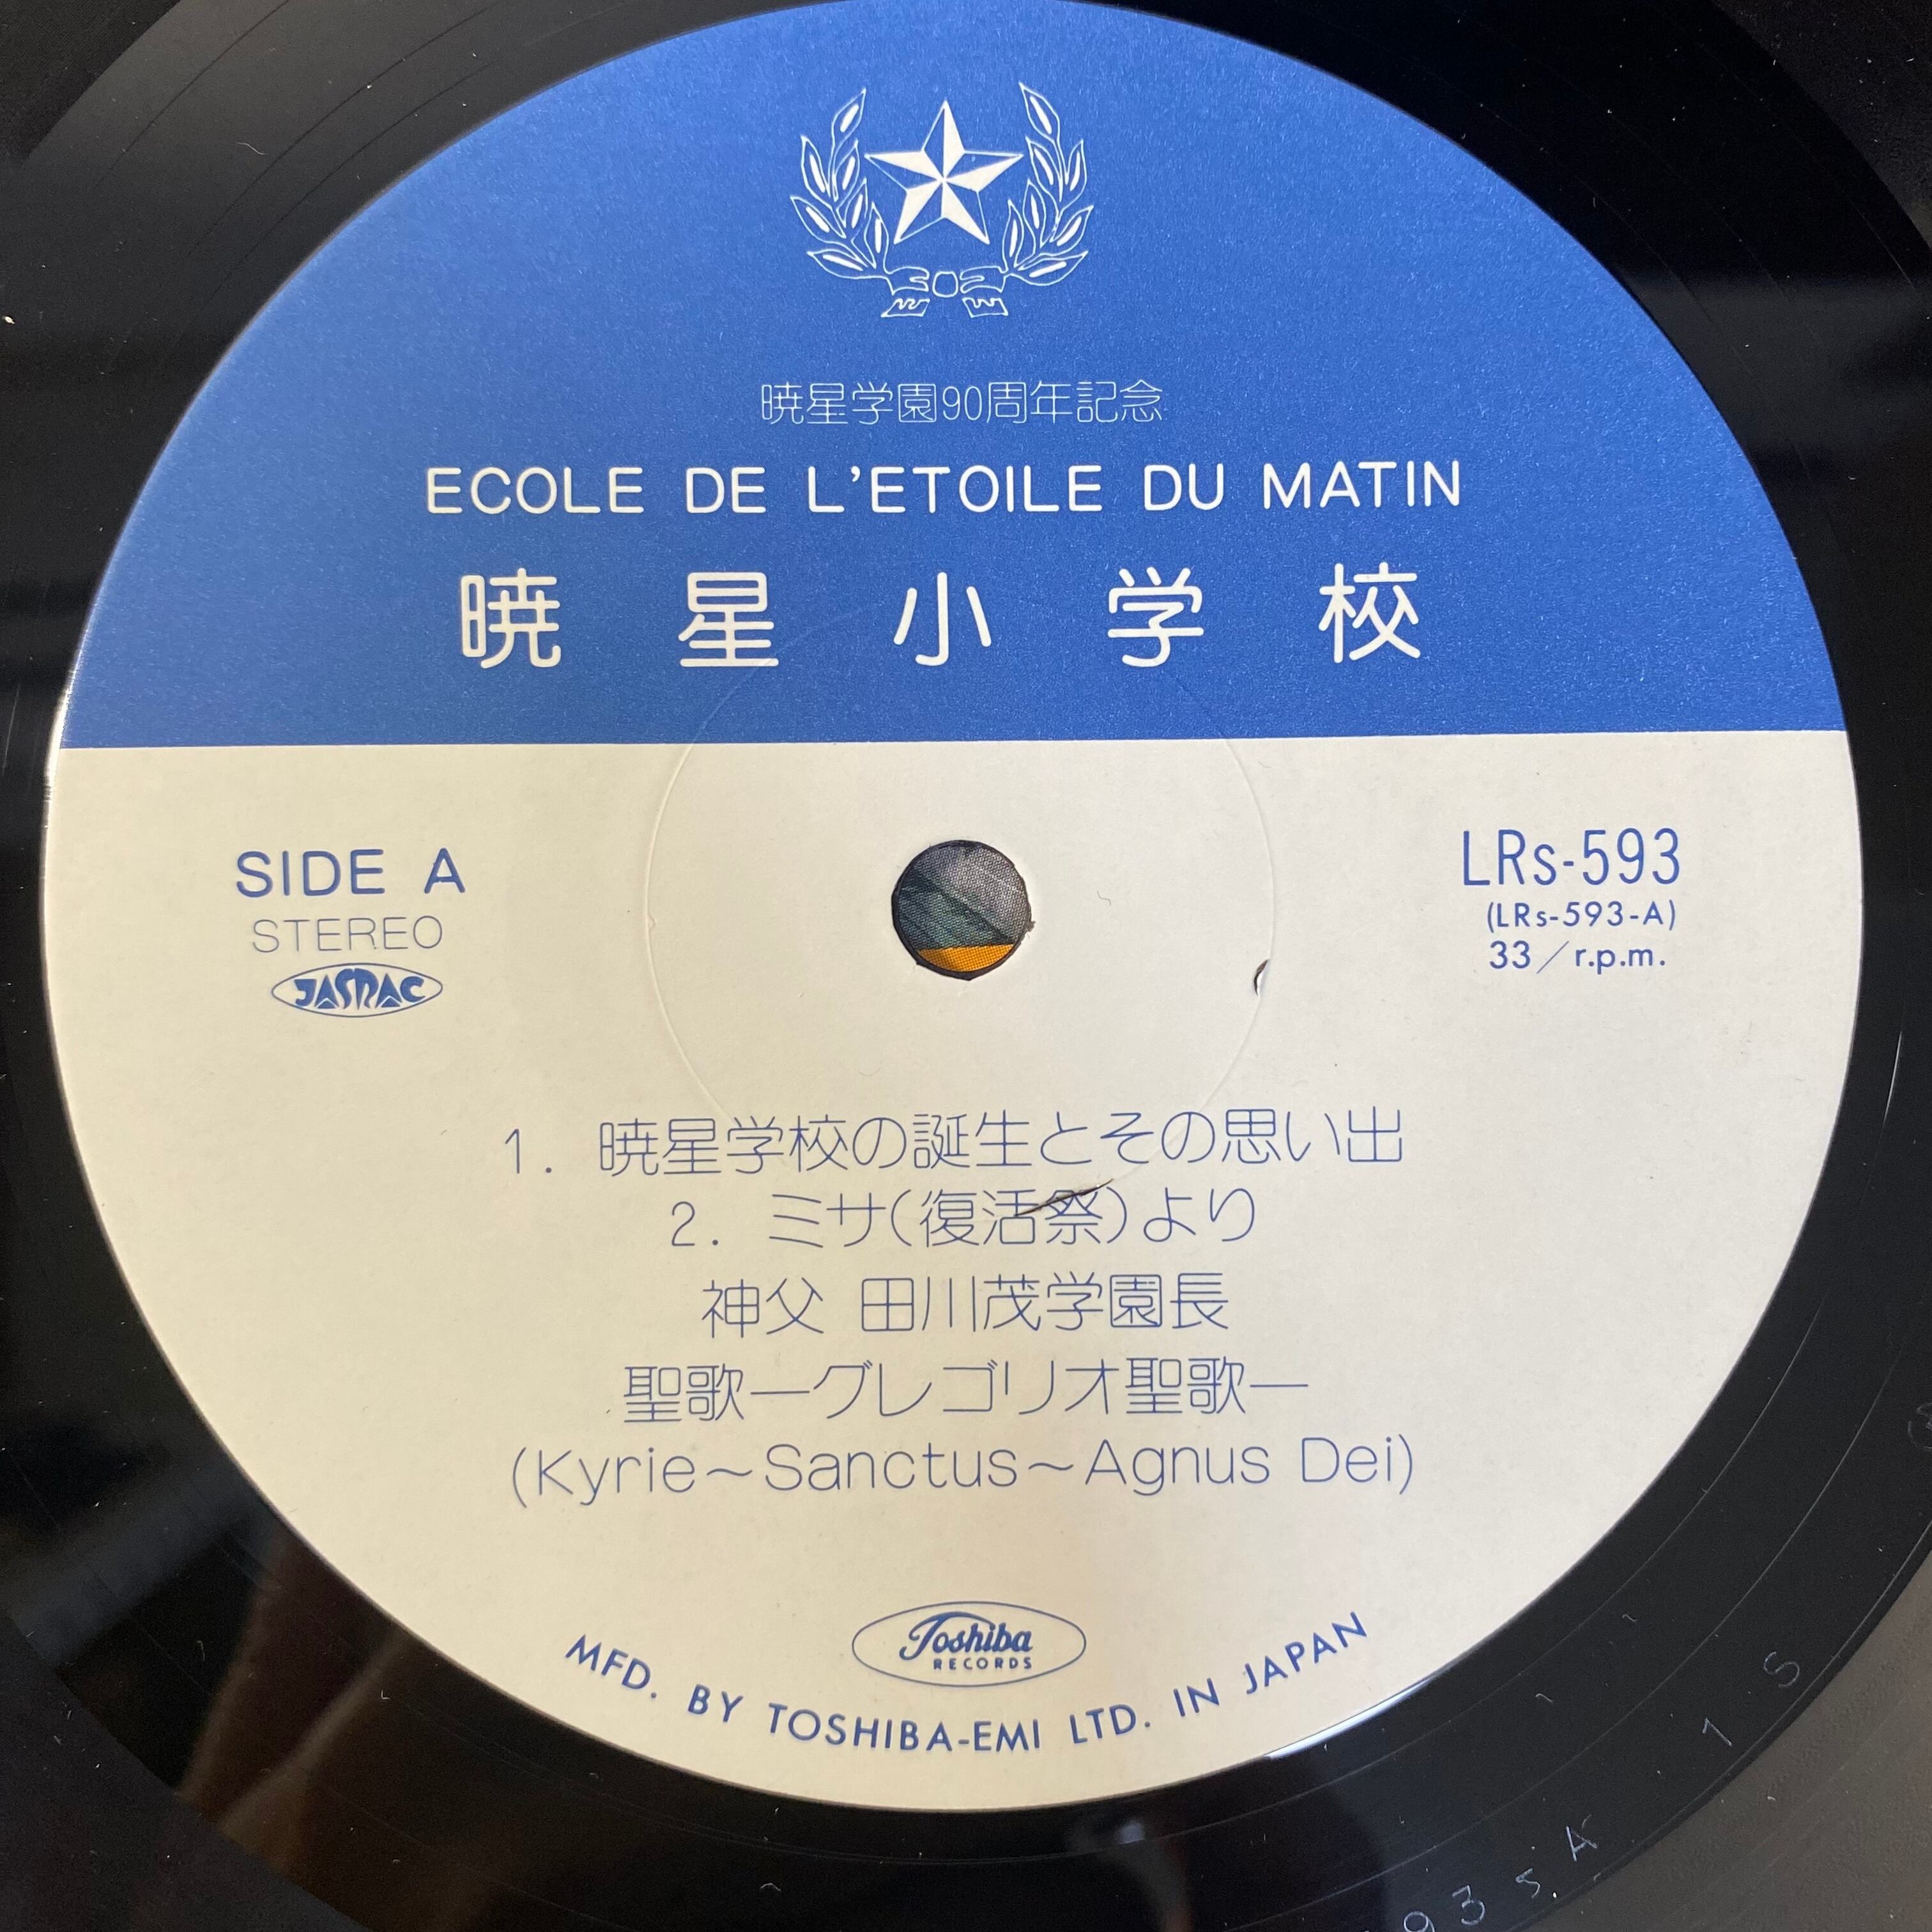 暁星学園90周年記念
ECOLE DE L'ETOILE DU MATIN
暁星小学校
SIDE A
STEREO
JASRAC
LRs-593
(LRs-593-A)
33/r.p.m.
1. 暁星学校の誕生とその思い出
2. ミサ(復活祭)より
神父 田川茂学園長
聖歌―グレゴリオ聖歌―
(Kyrie~Sanctus~Agnus Dei)
Toshiba
RECORDS
MFD. BY TOSHIBA-EMI LTD. IN JAPAN